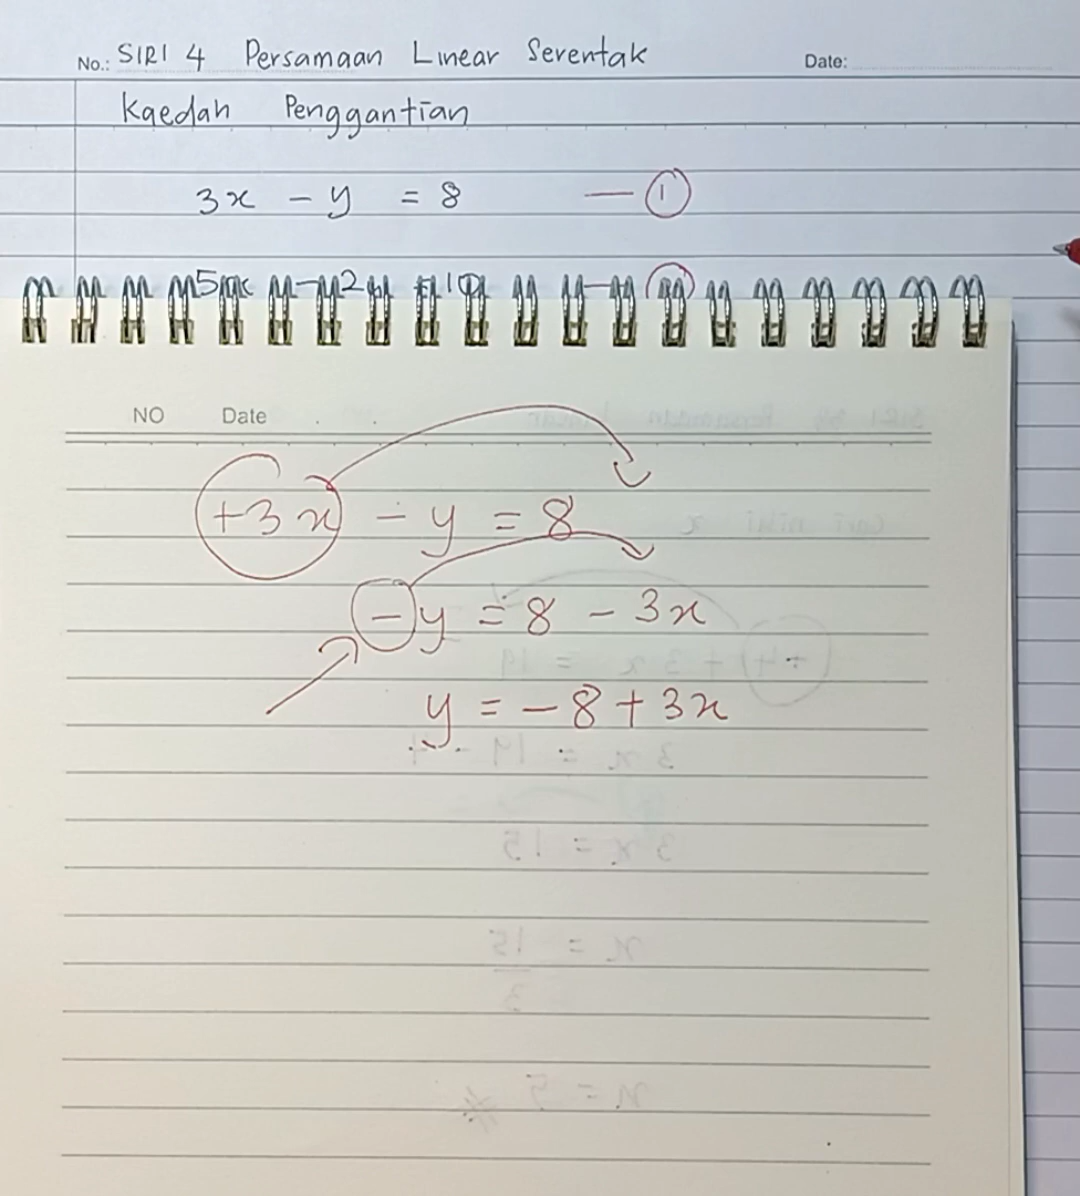 No.: SIRI 4 Persamaan Linear Serentak Date:
Kaedah Penggantian
3x - y = 8 — ①
NO Date
+3x - y = 8
-y = 8 - 3x
y = -8 + 3x